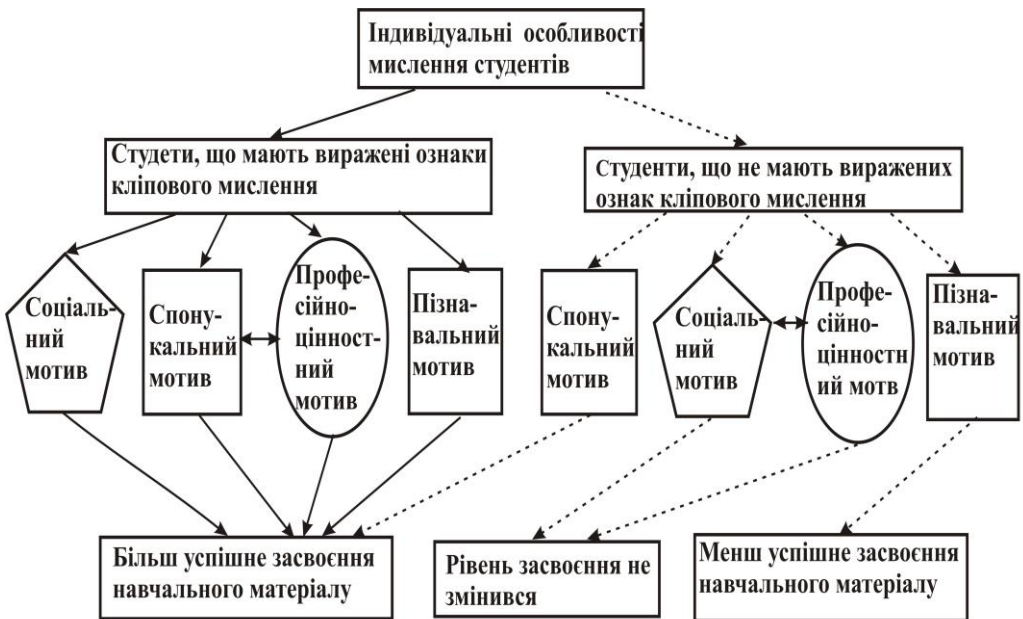 Індивідуальні особливості
мислення студентів
Студети, що мають виражені ознаки
кліпового мислення
Студенти, що не мають виражених
ознак кліпового мислення
Соціаль-
ний
мотив
Спону-
кальний
мотив
Профе-
сійно-
цінност-
ний
мотив
Пізна-
вальний
мотив
Спону-
кальний
мотив
Соціаль-
ний
мотив
Профе-
сійно-
цінностн
ий мотв
Пізна-
вальний
мотив
Більш успішне засвоєння
навчального матеріалу
Рівень засвоєння не
змінився
Менш успішне засвоєння
навчального матеріалу